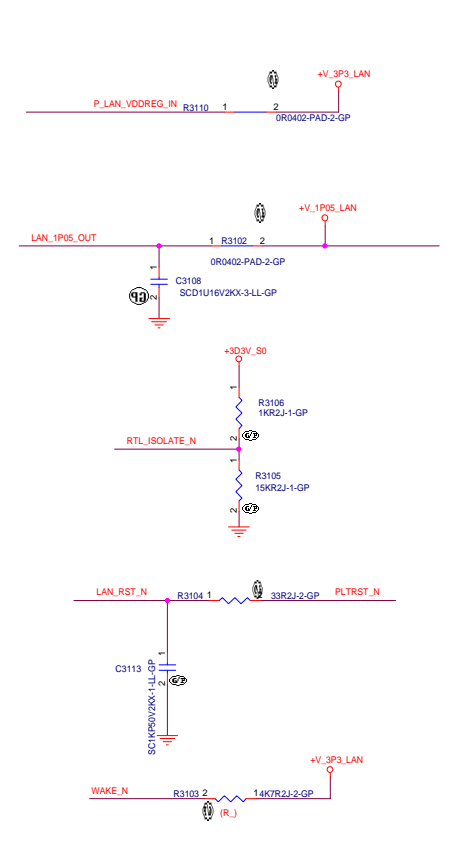 +V_3P3_LAN
P_LAN_VDDREG_IN
R3110
1
2
0R0402-PAD-2-GP
+V_1P05_LAN
LAN_1P05_OUT
1
R3102
2
0R0402-PAD-2-GP
1
C3108
SCD1U16V2KX-3-LL-GP
2
+3D3V_S0
1
R3106
1KR2J-1-GP
2
RTL_ISOLATE_N
1
R3105
15KR2J-1-GP
2
LAN_RST_N
R3104
1
33R2J-2-GP
PLTRST_N
1
C3113
2
SC1KP50V2KX-1-LL-GP
+V_3P3_LAN
WAKE_N
R3103
2
1
4K7R2J-2-GP
(R_)